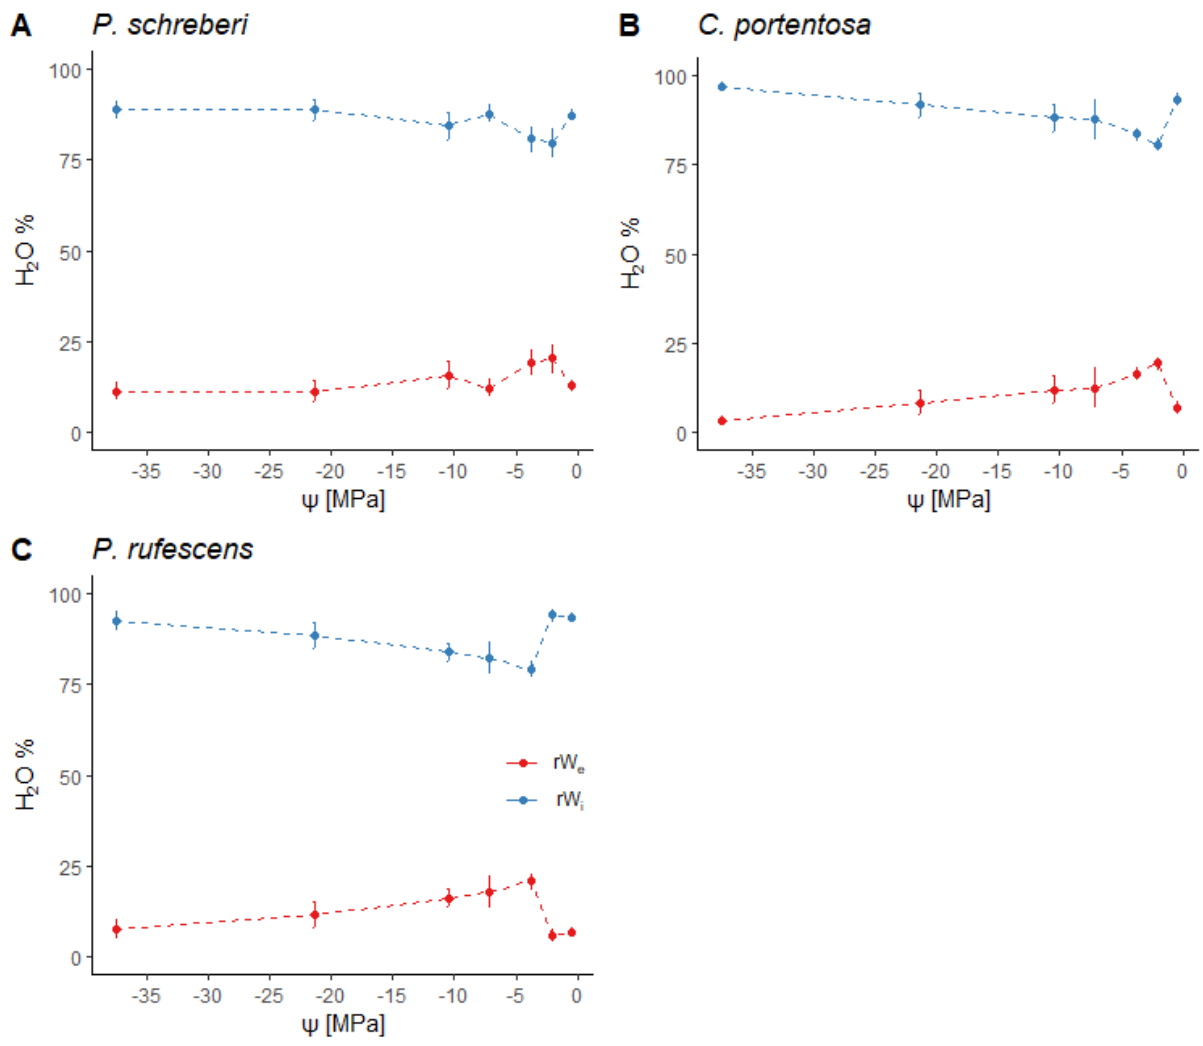 A P. schreberi
100
75
50
25
0
H₂O %
-35 -30 -25 -20 -15 -10 -5 0
ψ [MPa]
B C. portentosa
100
75
50
25
0
H₂O %
-35 -30 -25 -20 -15 -10 -5 0
ψ [MPa]
C P. rufescens
100
75
50
25
0
H₂O %
rWₑ
rWᵢ
-35 -30 -25 -20 -15 -10 -5 0
ψ [MPa]